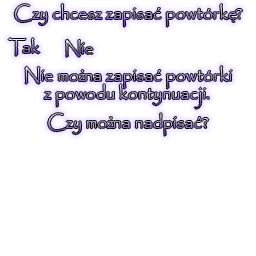 Czy chcesz zapisać powtórkę?
Tak Nie
Nie można zapisać powtórki
z powodu kontynuacji.
Czy można nadpisać?